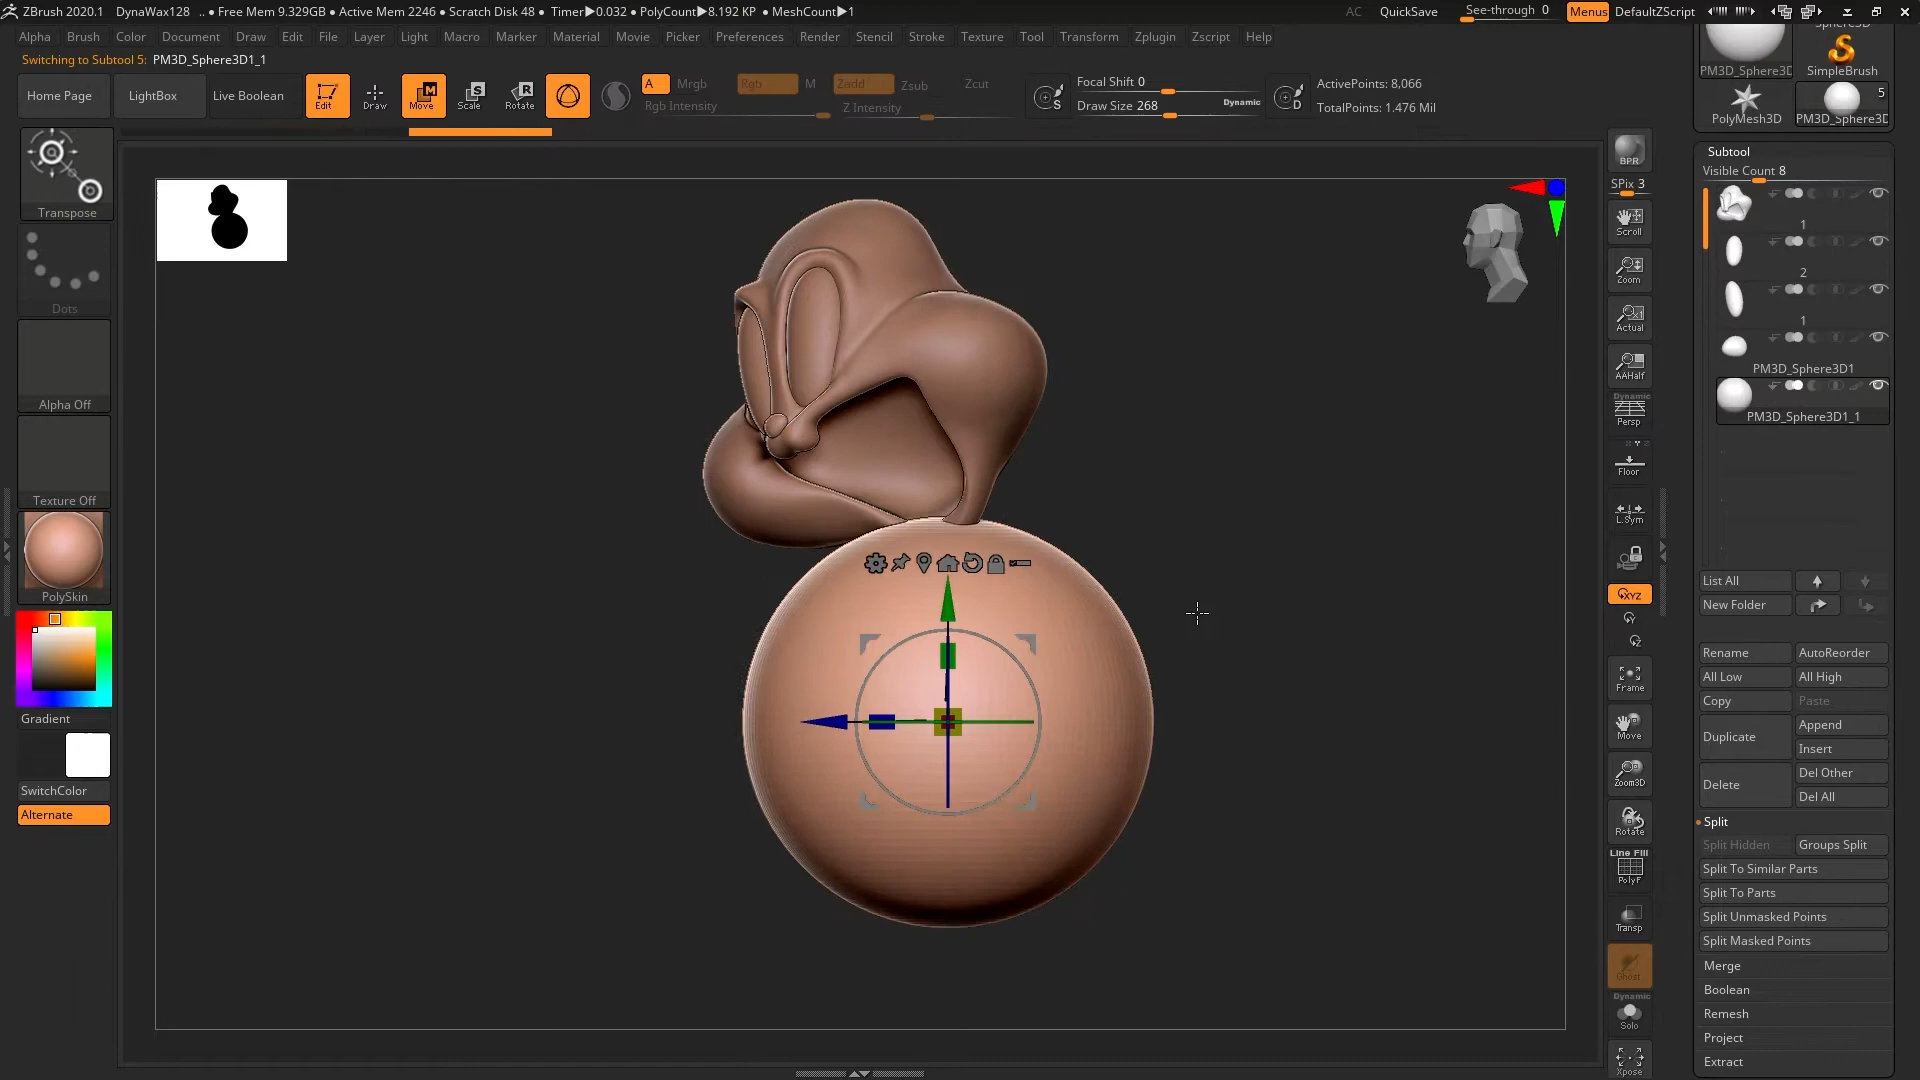 ZBrush 2020.1 DynaWax128 .. • Free Mem 9.329GB • Active Mem 2246 • Scratch Disk 48 • Timer▶0.032 • PolyCount▶8.192 KP • MeshCount▶1 AC QuickSave See-through 0 Menus DefaultZScript
Alpha Brush Color Document Draw Edit File Layer Light Macro Marker Material Movie Picker Preferences Render Stencil Stroke Texture Tool Transform Zplugin Zscript Help
Switching to Subtool 5: PM3D_Sphere3D1_1
Home Page LightBox Live Boolean Edit Draw Move Scale Rotate A Mrgb Rgb M Zadd Zsub Zcut
Rgb Intensity Z Intensity
Focal Shift 0
Draw Size 268 Dynamic
ActivePoints: 8,066
TotalPoints: 1.476 Mil
S D
Transpose
Dots
Alpha Off
Texture Off
PolySkin
Gradient
SwitchColor
Alternate
BPR
SPix 3
Scroll
Zoom
Actual
AAHalf
Dynamic
Persp
Floor
L.Sym
XYZ
Y
Z
Frame
Move
Zoom3D
Rotate
Line Fill
PolyF
Transp
Ghost
Dynamic
Solo
Xpose
PM3D_Sphere3D SimpleBrush
PolyMesh3D PM3D_Sphere3D
5
Subtool
Visible Count 8
1
2
1
PM3D_Sphere3D1
PM3D_Sphere3D1_1
List All
New Folder
Rename AutoReorder
All Low All High
Copy Paste
Duplicate Append
Insert
Delete Del Other
Del All
Split
Split Hidden Groups Split
Split To Similar Parts
Split To Parts
Split Unmasked Points
Split Masked Points
Merge
Boolean
Remesh
Project
Extract